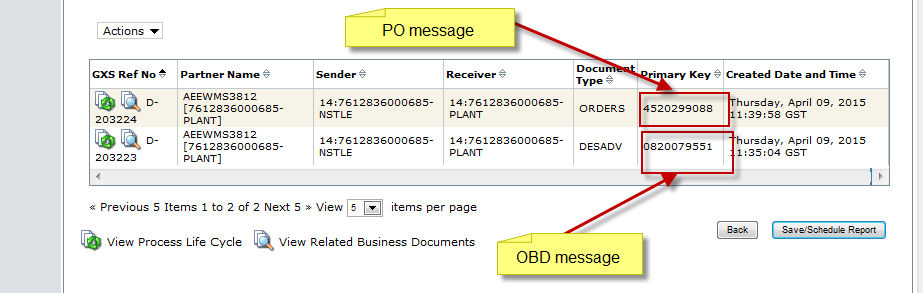 PO message
Actions
GXS Ref No Partner Name Sender Receiver Document Type Primary Key Created Date and Time
D-203224 AEEWMS3812 [7612836000685-PLANT] 14:7612836000685-NSTLE 14:7612836000685-PLANT ORDERS 4520299088 Thursday, April 09, 2015 11:39:58 GST
D-203223 AEEWMS3812 [7612836000685-PLANT] 14:7612836000685-NSTLE 14:7612836000685-PLANT DESADV 0820079551 Thursday, April 09, 2015 11:35:04 GST
« Previous 5 Items 1 to 2 of 2 Next 5 » View 5 items per page
View Process Life Cycle View Related Business Documents
Back Save/Schedule Report
OBD message